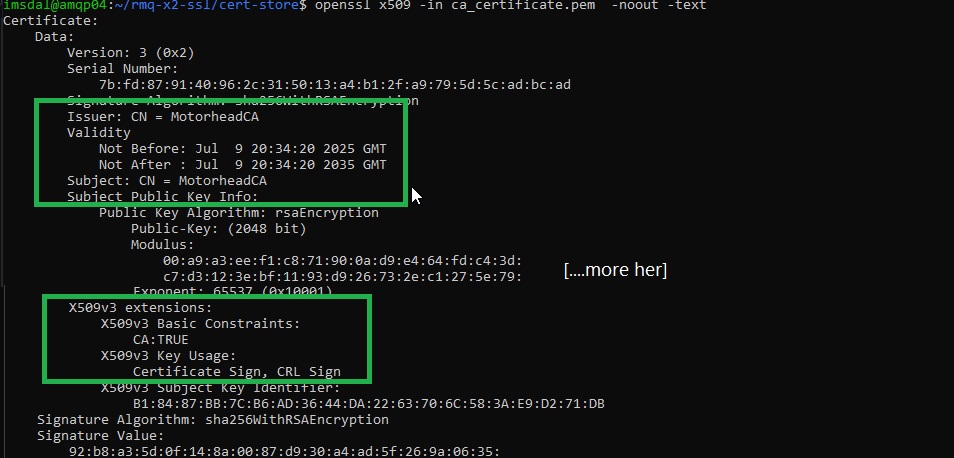 imsdal@amqp04:~/rmq-x2-ssl/cert-store$ openssl x509 -in ca_certificate.pem  -noout -text
Certificate:
    Data:
        Version: 3 (0x2)
        Serial Number:
            7b:fd:87:91:40:96:2c:31:50:13:a4:b1:2f:a9:79:5d:5c:ad:bc:ad
        Signature Algorithm: sha256WithRSAEncryption
        Issuer: CN = MotorheadCA
        Validity
            Not Before: Jul  9 20:34:20 2025 GMT
            Not After : Jul  9 20:34:20 2035 GMT
        Subject: CN = MotorheadCA
        Subject Public Key Info:
            Public Key Algorithm: rsaEncryption
                Public-Key: (2048 bit)
                Modulus:
                    00:a9:a3:ee:f1:c8:71:90:0a:d9:e4:64:fd:c4:3d:
                    c7:d3:12:3e:bf:11:93:d9:26:73:2e:c1:27:5e:79:
[....more her]
                Exponent: 65537 (0x10001)
        X509v3 extensions:
            X509v3 Basic Constraints:
                CA:TRUE
            X509v3 Key Usage:
                Certificate Sign, CRL Sign
            X509v3 Subject Key Identifier:
                B1:84:87:BB:7C:B6:AD:36:44:DA:22:63:70:6C:58:3A:E9:D2:71:DB
    Signature Algorithm: sha256WithRSAEncryption
    Signature Value:
        92:b8:a3:5d:0f:14:8a:00:87:d9:30:a4:ad:5f:26:9a:06:35: